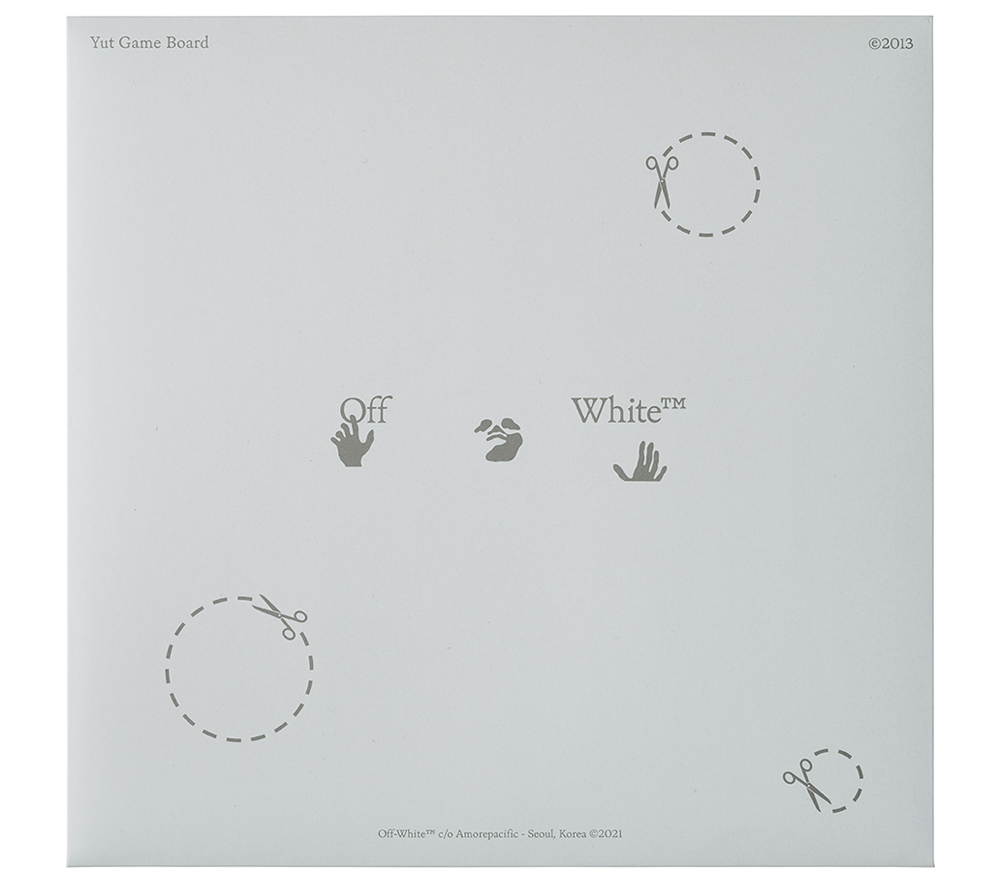 Yut Game Board
©2013
Off
White™
Off-White™ c/o Amorepacific - Seoul, Korea ©2021